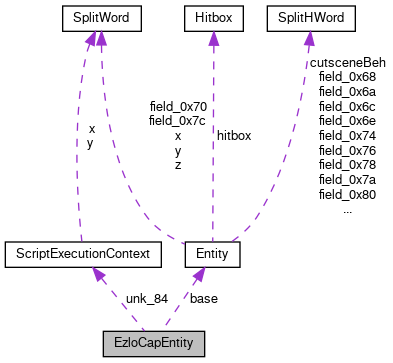 SplitWord
Hitbox
SplitHWord
cutsceneBeh
field_0x68
field_0x6a
field_0x6c
field_0x6e
field_0x74
field_0x76
field_0x78
field_0x7a
field_0x80
...
field_0x70
field_0x7c
x
y
z
hitbox
x
y
ScriptExecutionContext
Entity
unk_84
base
EzloCapEntity